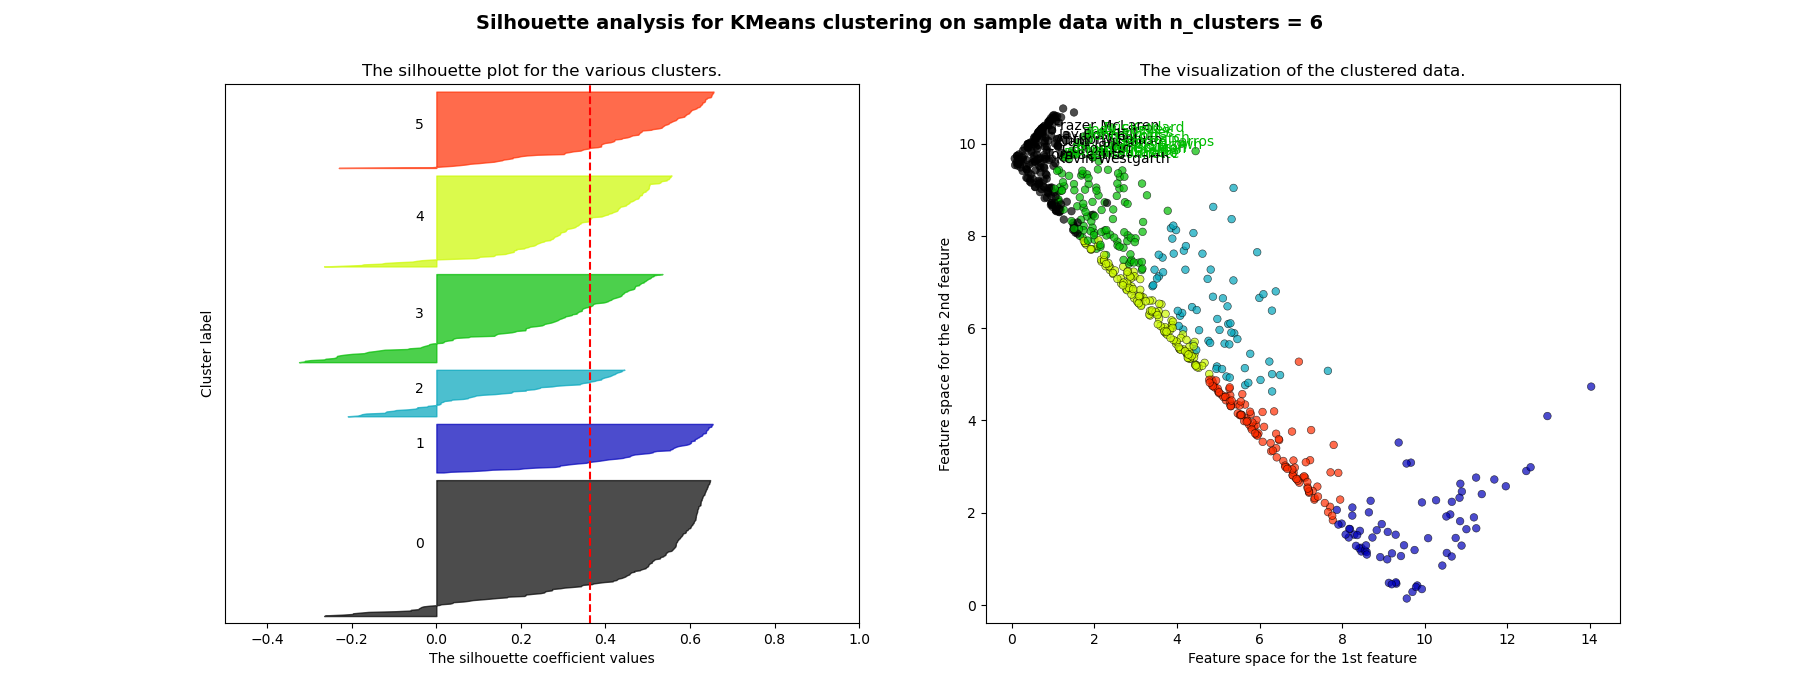 Silhouette analysis for KMeans clustering on sample data with n_clusters = 6
The silhouette plot for the various clusters.
5
4
3
2
1
0
Cluster label
−0.4 −0.2 0.0 0.2 0.4 0.6 0.8 1.0
The silhouette coefficient values
The visualization of the clustered data.
McLaren
Kevin Westgarth
10
8
6
4
2
0
Feature space for the 2nd feature
0 2 4 6 8 10 12 14
Feature space for the 1st feature